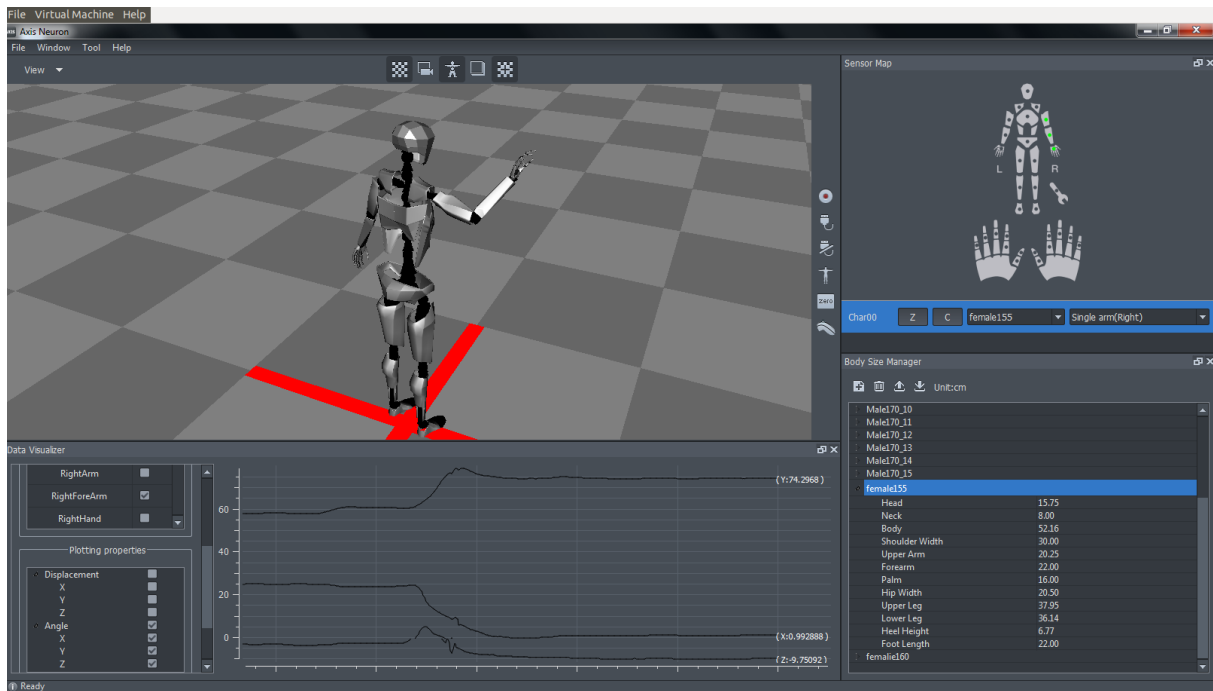 File Virtual Machine Help
Axis Neuron
File Window Tool Help
View
Sensor Map
L R
zero
Char00 Z C female155 Single arm(Right)
Body Size Manager
Unit:cm
Male170_10
Male170_11
Male170_12
Male170_13
Male170_14
Male170_15
female155
Head 15.75
Neck 8.00
Body 52.16
Shoulder Width 30.00
Upper Arm 20.25
Forearm 22.00
Palm 16.00
Hip Width 20.50
Upper Leg 37.95
Lower Leg 36.14
Heel Height 6.77
Foot Length 22.00
femalie160
Data Visualizer
RightArm
RightForeArm
RightHand
Plotting properties
Displacement
X
Y
Z
Angle
X
Y
Z
60
40
20
0
(Y:74.2968)
(X:0.992888)
(Z:-9.75092)
Ready